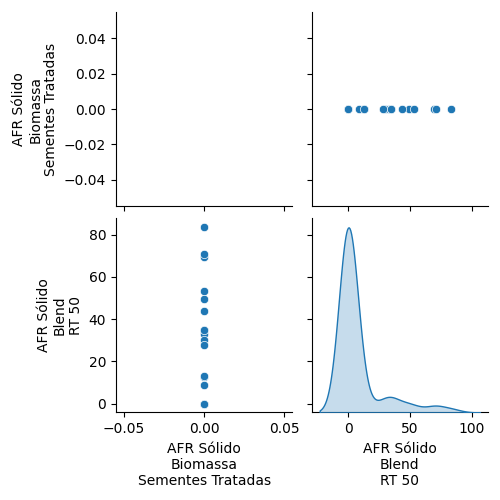 AFR Sólido
Biomassa
Sementes Tratadas
0.04
0.02
0.00
−0.02
−0.04
AFR Sólido
Blend
RT 50
80
60
40
20
0
−0.05
0.00
0.05
AFR Sólido
Biomassa
Sementes Tratadas
0
50
100
AFR Sólido
Blend
RT 50